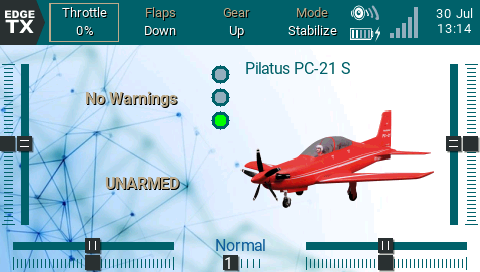 EDGE
TX
Throttle
0%
Flaps
Down
Gear
Up
Mode
Stabilize
30 Jul
13:14
Pilatus PC-21 S
No Warnings
UNARMED
Normal
1